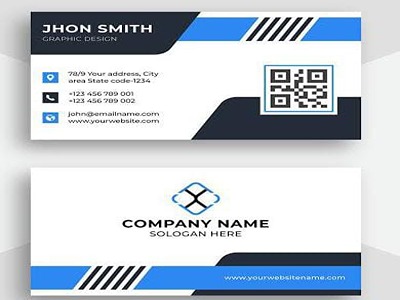 JHON SMITH
GRAPHIC DESIGN
78/9 Your address, City
area State code-1234
+123 456 789 001
+123 456 789 002
john@emailname.com
www.yourwebsite.com
COMPANY NAME
SOLOGAN HERE
www.yourwebsitename.com